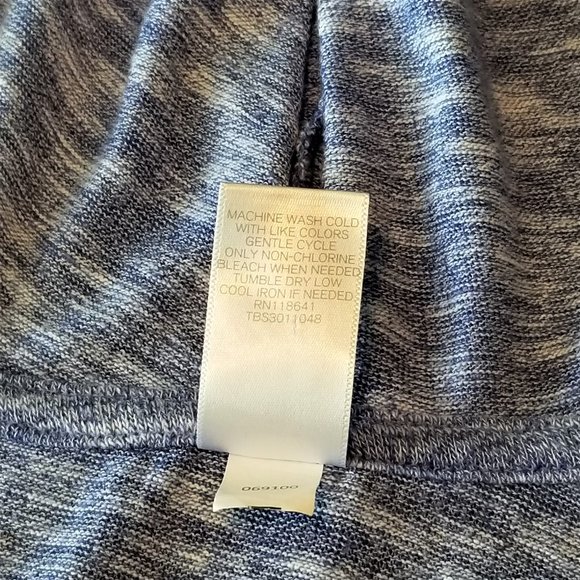 MACHINE WASH COLD
WITH LIKE COLORS
GENTLE CYCLE
ONLY NON-CHLORINE
BLEACH WHEN NEEDED
TUMBLE DRY LOW
COOL IRON IF NEEDED
RN118641
TBS3011048
069100